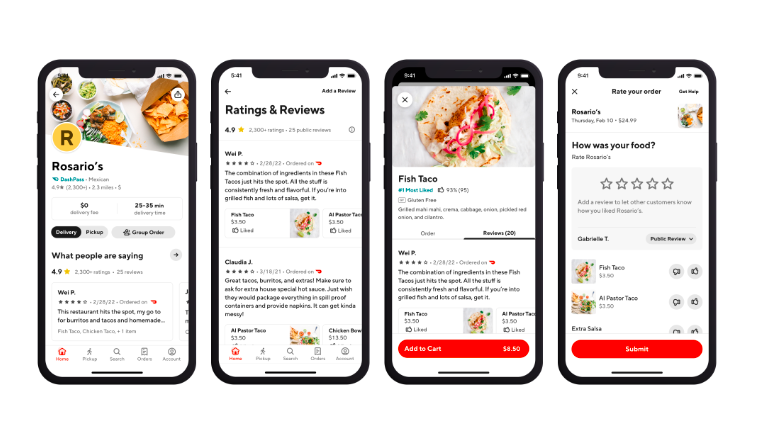 R
Rosario's
DashPass • Mexican
4.9★ (2,300+) • 2.3 miles • $
$0
delivery fee
25-35 min
delivery time
Delivery
Pickup
Group Order
What people are saying
4.9 ★ 2,300+ ratings • 25 reviews
Wei P.
★★★★☆ • 2/28/22 • Ordered on
This restaurant hits the spot, my go to
for burritos and tacos and homemade...
Fish Taco, Chicken Taco, + 1 item
Home
Pickup
Search
Orders
Account
5:41
Add a Review
Ratings & Reviews
4.9 ★ 2,300+ ratings • 25 public reviews
Wei P.
★★★★☆ • 2/28/22 • Ordered on
The combination of ingredients in these Fish
Tacos just hits the spot. All the stuff is
consistently fresh and flavorful. If you're into
grilled fish and lots of salsa, get it.
Fish Taco
$3.50
Liked
Al Pastor Taco
$3.50
Liked
Claudia J.
★★★★☆ • 3/18/21 • Ordered on
Great tacos, burritos, and extras! Make sure to
ask for extra house special hot sauce. Just wish
they would package everything in spill proof
containers and provide napkins. It can get kinda
messy!
Al Pastor Taco
$3.50
Chicken Bow
$13.50
Home
Pickup
Search
Orders
Account
9:41
Fish Taco
#1 Most Liked 93% (95)
Gluten Free
Grilled mahi mahi, crema, cabbage, onion, pickled red
onion, and cilantro.
Order
Reviews (20)
Wei P.
★★★★☆ • 2/28/22 • Ordered on
The combination of ingredients in these Fish
Tacos just hits the spot. All the stuff is
consistently fresh and flavorful. If you're into
grilled fish and lots of salsa, get it.
Fish Taco
$3.50
Liked
Al Pastor Taco
$3.50
Liked
Add to Cart
$8.50
9:41
Rate your order
Get Help
Rosario's
Thursday, Feb 10 • $24.99
How was your food?
Rate Rosario's
Add a review to let other customers know
how you liked Rosario's.
Gabrielle T.
Public Review
Fish Taco
$3.50
Al Pastor Taco
$3.50
Extra Salsa
Submit